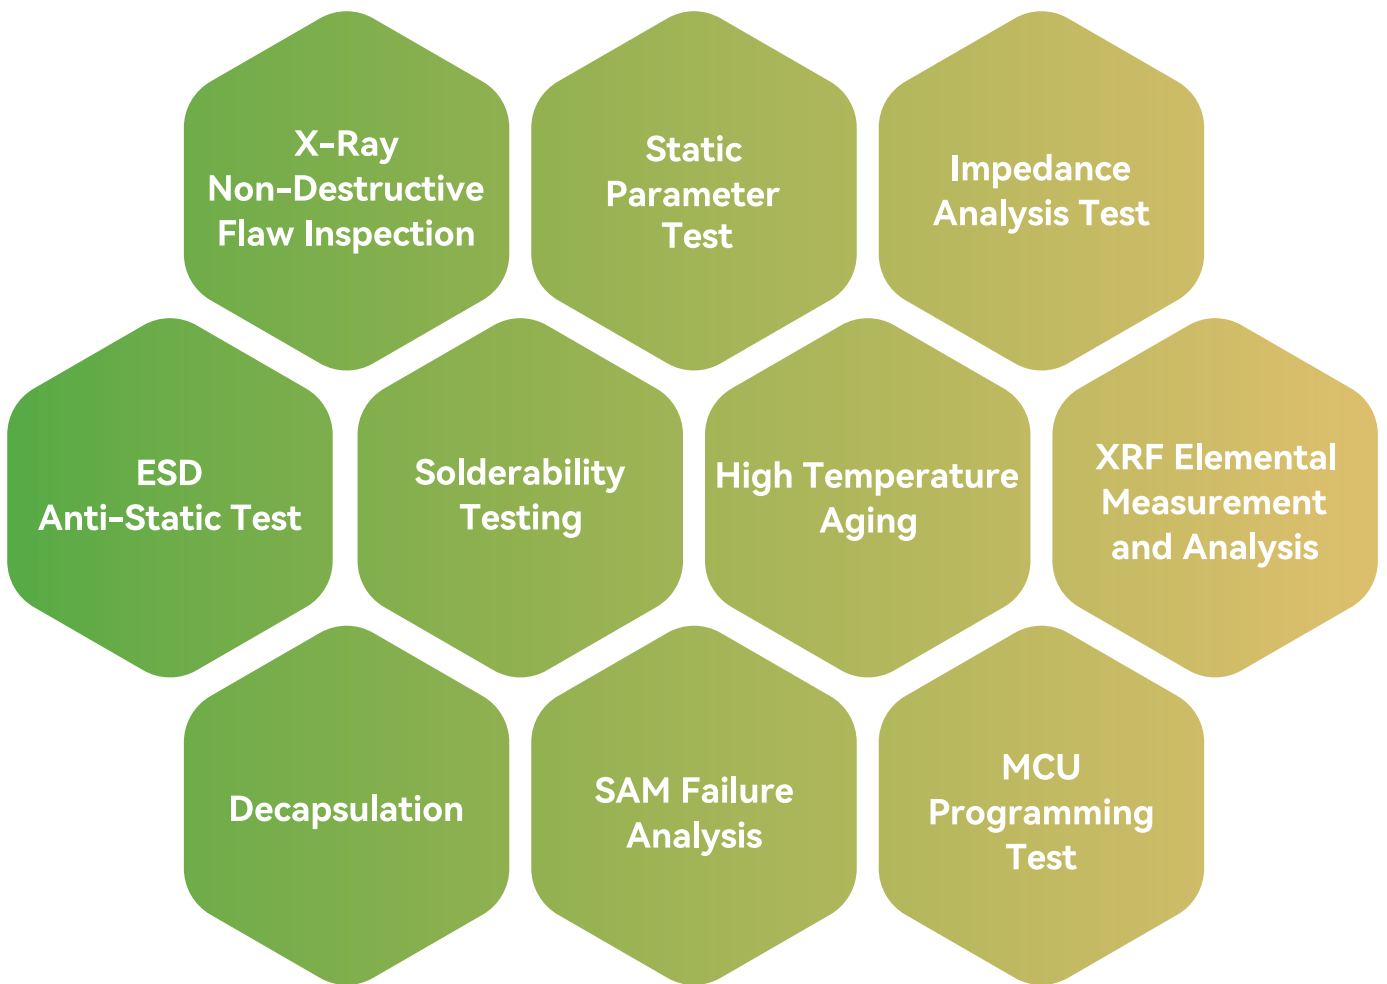 X-Ray
Non-Destructive
Flaw Inspection
Static
Parameter
Test
Impedance
Analysis Test
ESD
Anti-Static Test
Solderability
Testing
High Temperature
Aging
XRF Elemental
Measurement
and Analysis
Decapsulation
SAM Failure
Analysis
MCU
Programming
Test